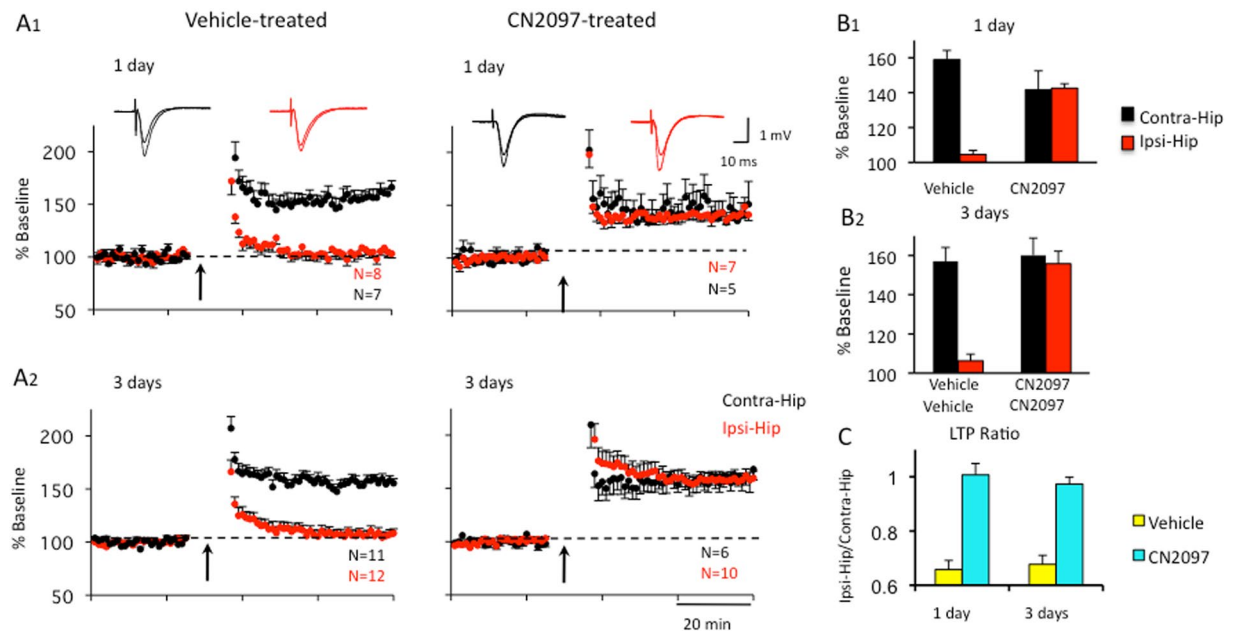 A1 Vehicle-treated CN2097-treated
1 day 1 day
1 mV
10 ms
% Baseline
200
150
100
50
N=8
N=7
N=7
N=5
A2 3 days 3 days
Contra-Hip
Ipsi-Hip
% Baseline
200
150
100
50
N=11
N=12
N=6
N=10
20 min
B1 1 day
% Baseline
160
140
120
100
Vehicle CN2097
Contra-Hip
Ipsi-Hip
B2 3 days
% Baseline
160
140
120
100
Vehicle CN2097
Vehicle CN2097
C LTP Ratio
Ipsi-Hip/Contra-Hip
1
0.8
0.6
1 day 3 days
Vehicle
CN2097